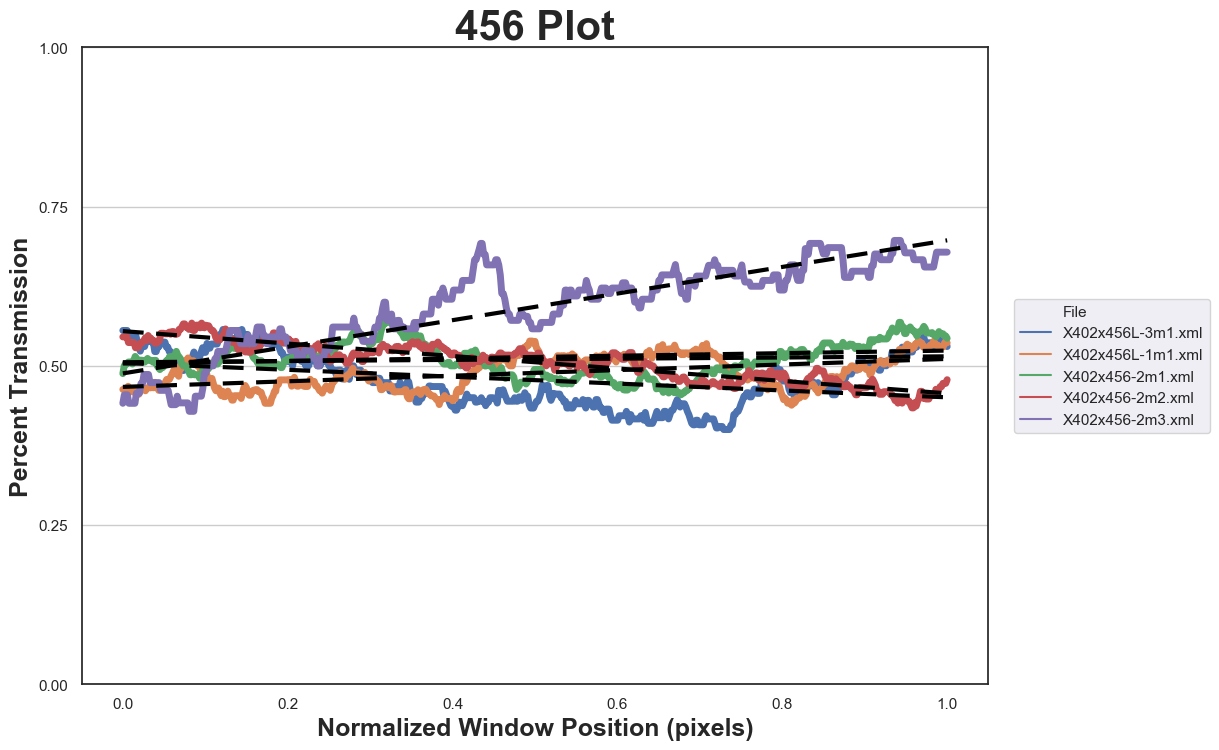 456 Plot
1.00
0.75
0.50
0.25
0.00
Percent Transmission
0.0 0.2 0.4 0.6 0.8 1.0
Normalized Window Position (pixels)
File
X402x456L-3m1.xml
X402x456L-1m1.xml
X402x456-2m1.xml
X402x456-2m2.xml
X402x456-2m3.xml